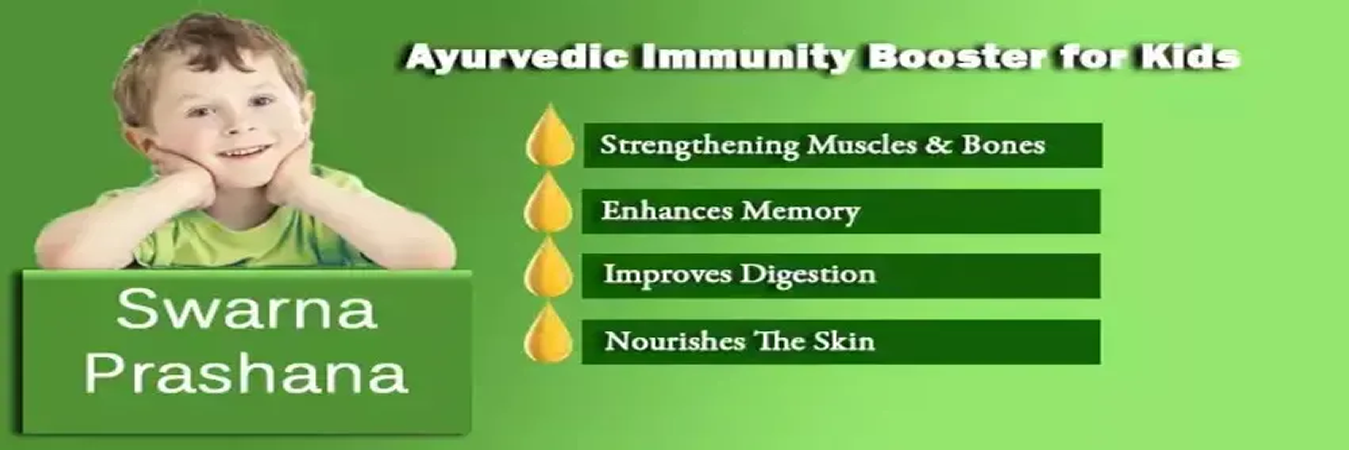 Ayurvedic Immunity Booster for Kids
Strengthening Muscles & Bones
Enhances Memory
Improves Digestion
Nourishes The Skin
Swarna
Prashana